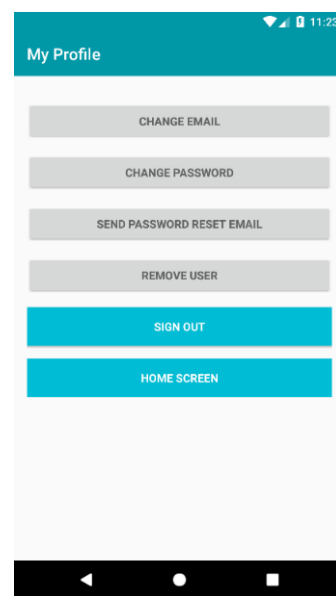 11:23
My Profile
CHANGE EMAIL
CHANGE PASSWORD
SEND PASSWORD RESET EMAIL
REMOVE USER
SIGN OUT
HOME SCREEN